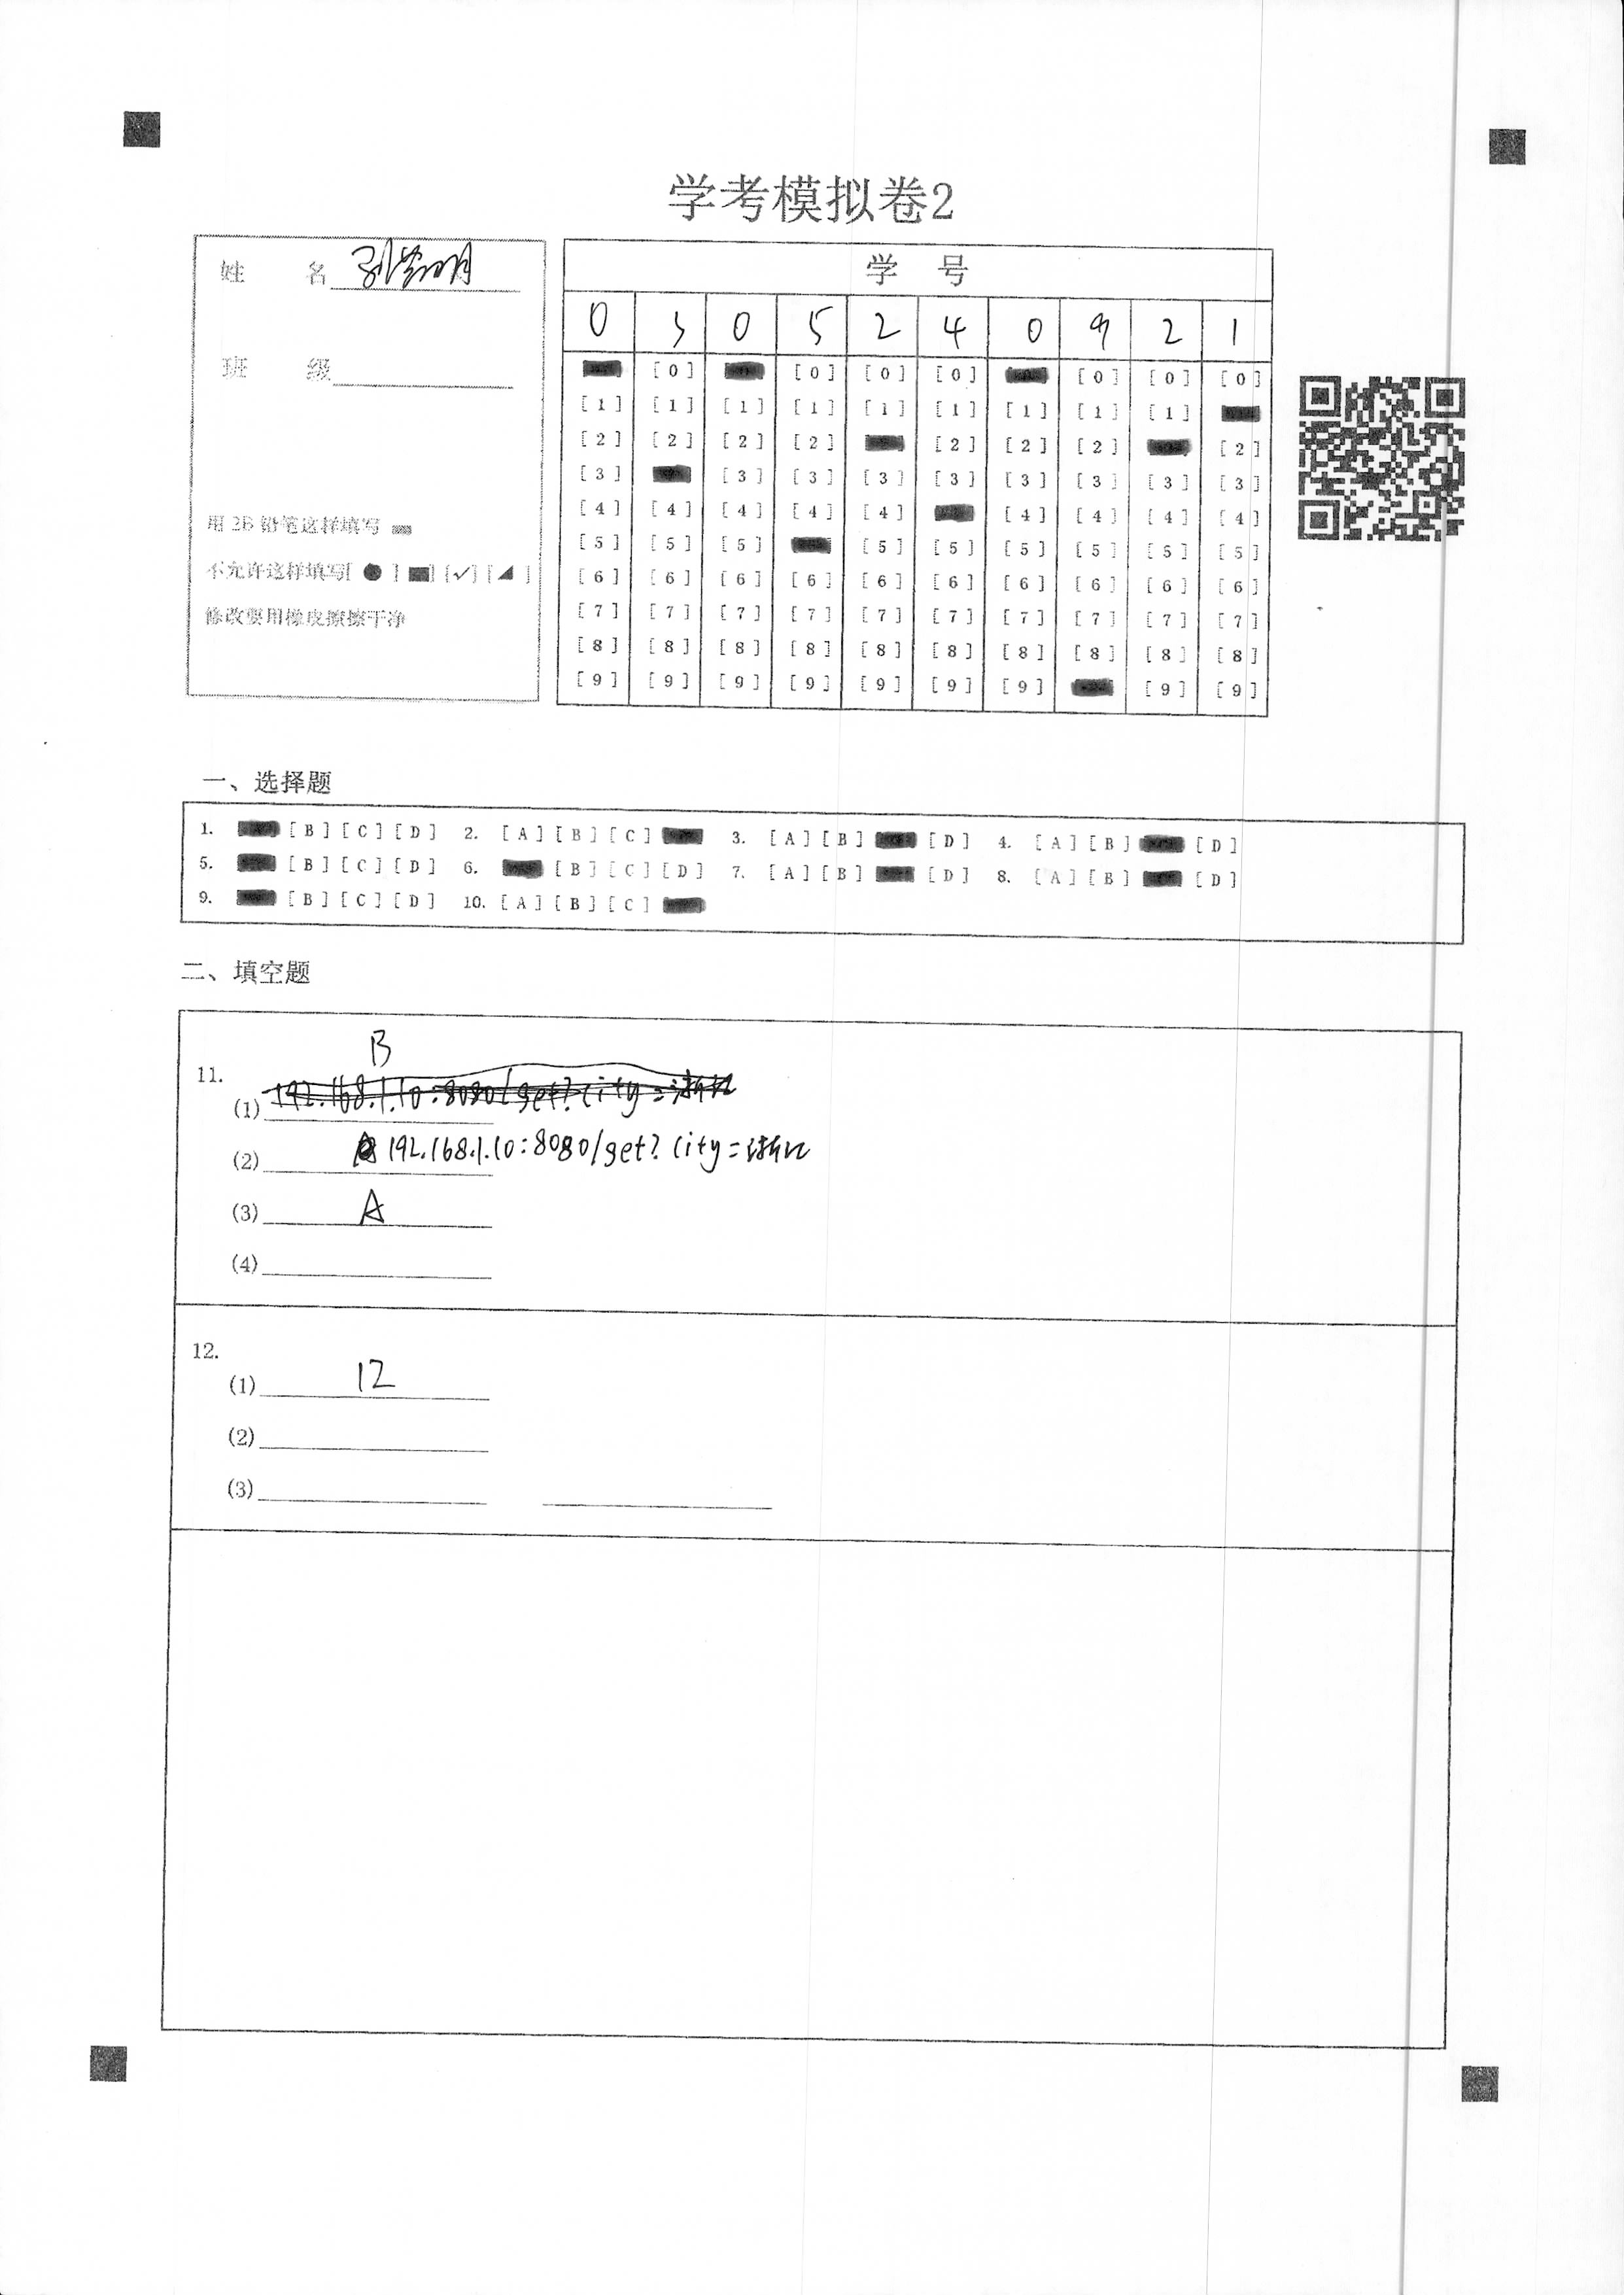 学考模拟卷2
姓 名
班 级
用 2B 铅笔这样填写
不允许这样填写[ ● ] [■] [✓] [◢ ]
修改要用橡皮擦擦干净
学 号
0 3 0 5 2 4 0 9 2 1
[0] [0] [0] [0] [0] [0] [0]
[1] [1] [1] [1] [1] [1] [1] [1] [1]
[2] [2] [2] [2] [2] [2] [2] [2]
[3] [3] [3] [3] [3] [3] [3] [3] [3]
[4] [4] [4] [4] [4] [4] [4] [4] [4]
[5] [5] [5] [5] [5] [5] [5] [5] [5]
[6] [6] [6] [6] [6] [6] [6] [6] [6] [6]
[7] [7] [7] [7] [7] [7] [7] [7] [7] [7]
[8] [8] [8] [8] [8] [8] [8] [8] [8] [8]
[9] [9] [9] [9] [9] [9] [9] [9] [9]
一、选择题
1. [B] [C] [D] 2. [A] [B] [C] 3. [A] [B] [D] 4. [A] [B] [D]
5. [B] [C] [D] 6. [B] [C] [D] 7. [A] [B] [D] 8. [A] [B] [D]
9. [B] [C] [D] 10. [A] [B] [C]
二、填空题
11.
B
(1) 192.168.1.10:8080/get?city=浙江
(2) 192.168.1.10:8080/get?city=浙江
(3) A
(4)
12.
(1) 12
(2)
(3)